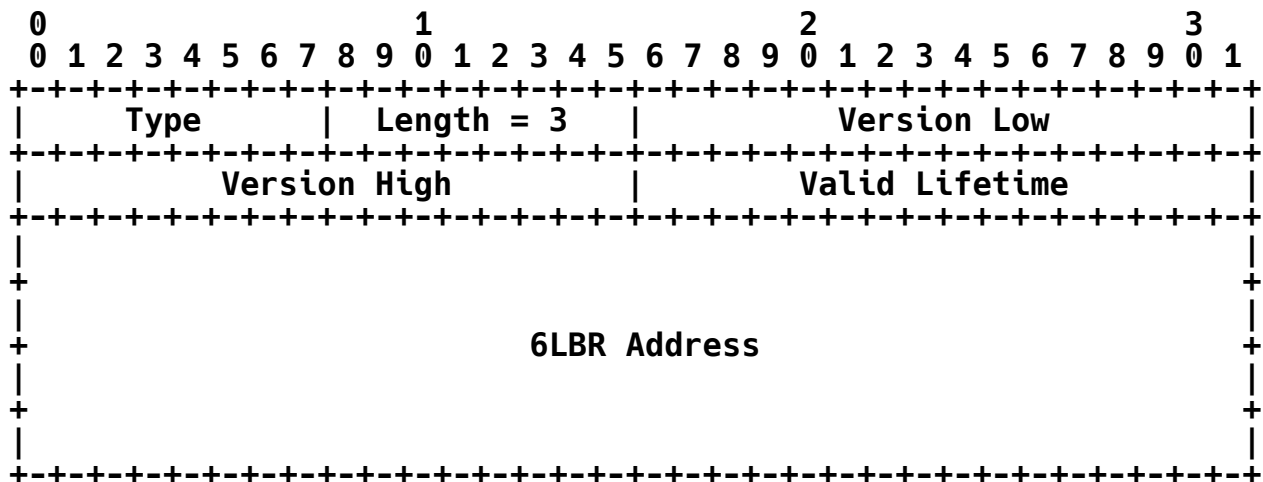 0                   1                   2                   3
 0 1 2 3 4 5 6 7 8 9 0 1 2 3 4 5 6 7 8 9 0 1 2 3 4 5 6 7 8 9 0 1
+-+-+-+-+-+-+-+-+-+-+-+-+-+-+-+-+-+-+-+-+-+-+-+-+-+-+-+-+-+-+-+-+
|     Type      |  Length = 3   |          Version Low          |
+-+-+-+-+-+-+-+-+-+-+-+-+-+-+-+-+-+-+-+-+-+-+-+-+-+-+-+-+-+-+-+-+
|          Version High         |        Valid Lifetime         |
+-+-+-+-+-+-+-+-+-+-+-+-+-+-+-+-+-+-+-+-+-+-+-+-+-+-+-+-+-+-+-+-+
|                                                               |
+                                                               +
|                                                               |
+                          6LBR Address                         +
|                                                               |
+                                                               +
|                                                               |
+-+-+-+-+-+-+-+-+-+-+-+-+-+-+-+-+-+-+-+-+-+-+-+-+-+-+-+-+-+-+-+-+